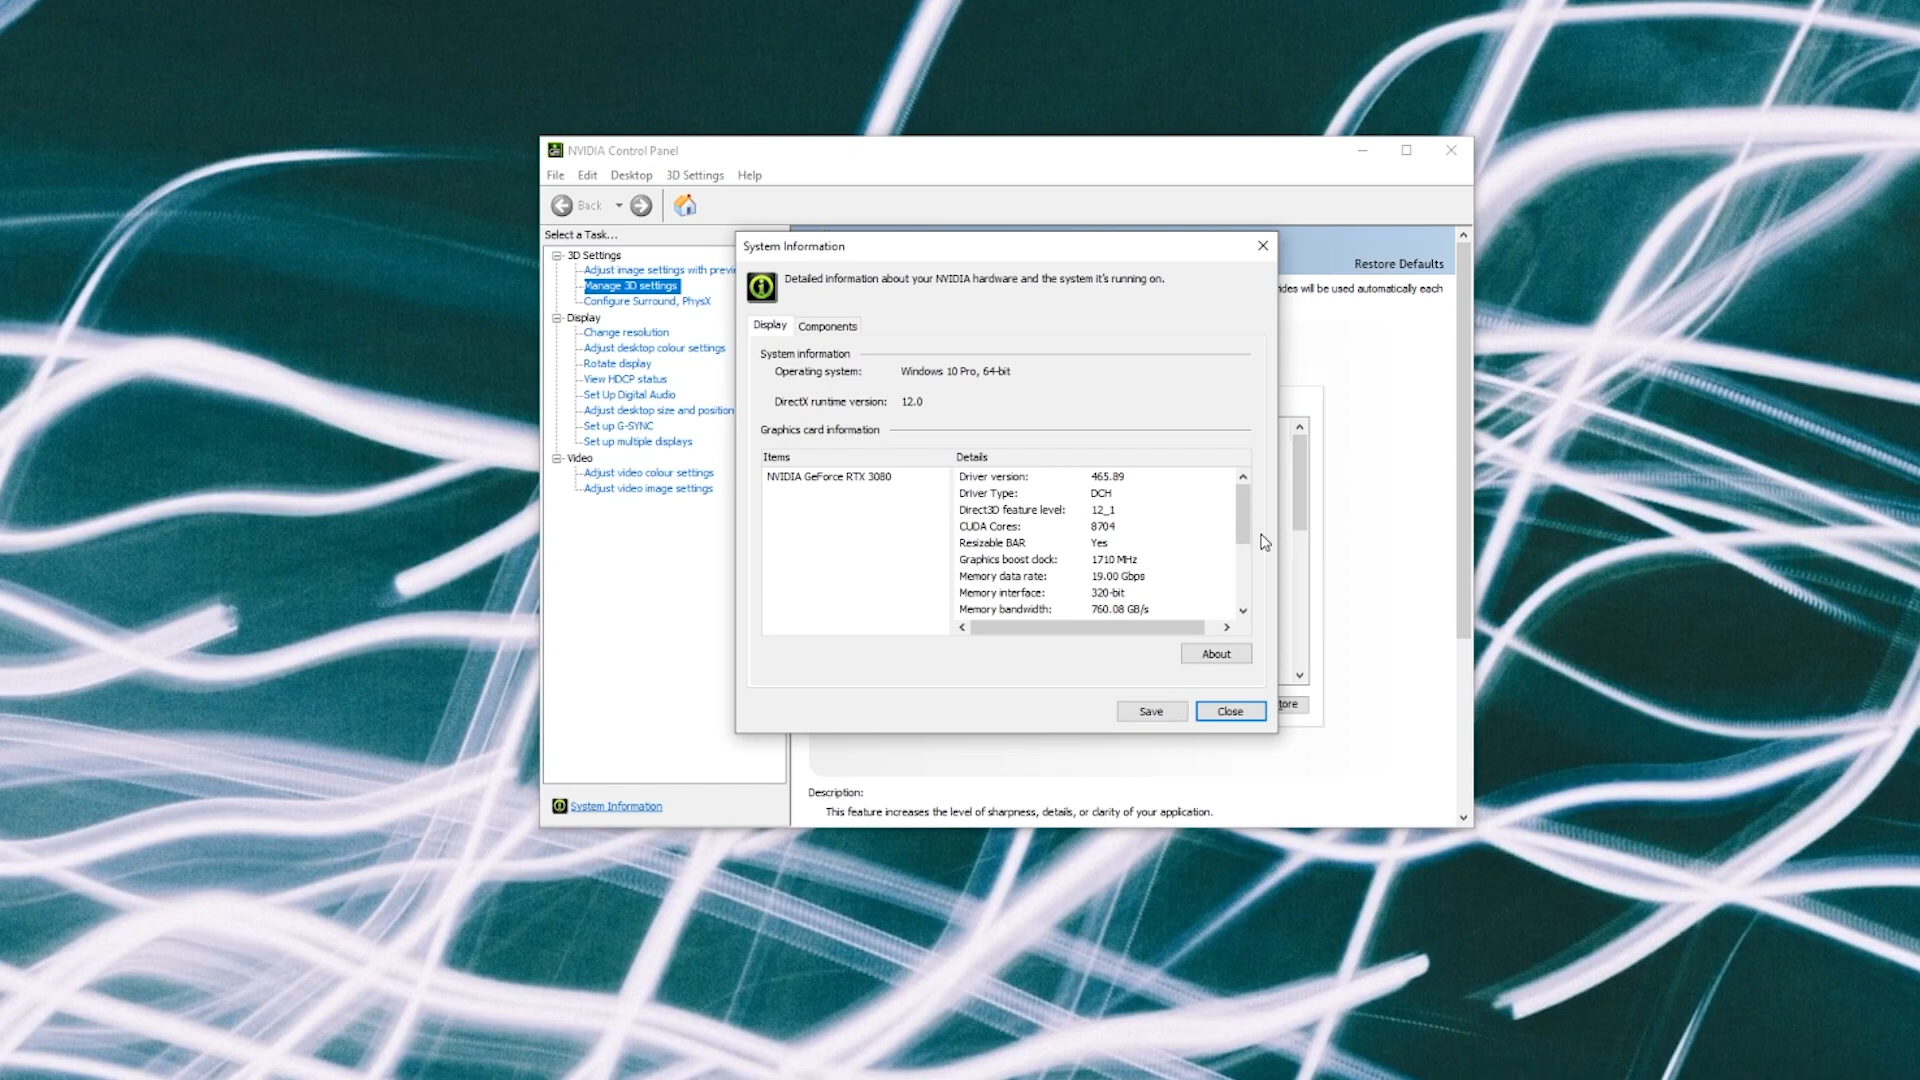 NVIDIA Control Panel
File Edit Desktop 3D Settings Help
Back
Select a Task...
3D Settings
Adjust image settings with previ
Manage 3D settings
Configure Surround, PhysX
Display
Change resolution
Adjust desktop colour settings
Rotate display
View HDCP status
Set Up Digital Audio
Adjust desktop size and position
Set up G-SYNC
Set up multiple displays
Video
Adjust video colour settings
Adjust video image settings
System Information
Restore Defaults
ides will be used automatically each
System Information
Detailed information about your NVIDIA hardware and the system it's running on.
Display Components
System information
Operating system: Windows 10 Pro, 64-bit
DirectX runtime version: 12.0
Graphics card information
Items Details
NVIDIA GeForce RTX 3080
Driver version: 465.89
Driver Type: DCH
Direct3D feature level: 12_1
CUDA Cores: 8704
Resizable BAR Yes
Graphics boost clock: 1710 MHz
Memory data rate: 19.00 Gbps
Memory interface: 320-bit
Memory bandwidth: 760.08 GB/s
About
Save Close
tore
Description:
This feature increases the level of sharpness, details, or clarity of your application.